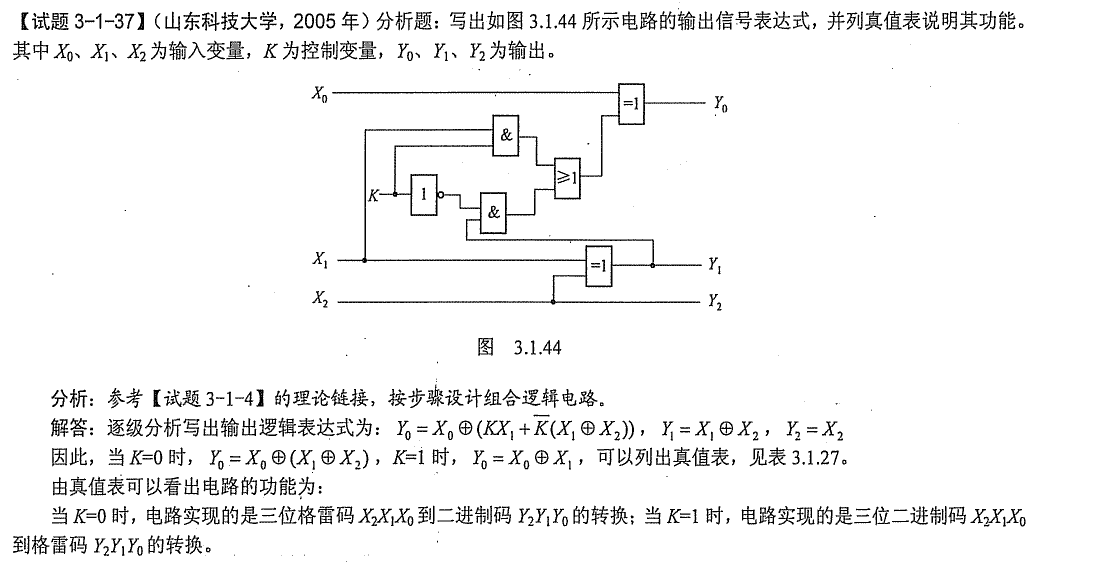 【试题 3-1-37】(山东科技大学，2005 年) 分析题：写出如图 3.1.44 所示电路的输出信号表达式，并列真值表说明其功能。
其中 X₀、X₁、X₂ 为输入变量，K 为控制变量，Y₀、Y₁、Y₂ 为输出。
X₀
=1
Y₀
&
≥1
K
1
&
X₁
=1
Y₁
X₂
Y₂
图 3.1.44
分析：参考【试题 3-1-4】的理论链接，按步骤设计组合逻辑电路。
解答：逐级分析写出输出逻辑表达式为：Y₀ = X₀ ⊕ (KX₁ + K̅(X₁ ⊕ X₂))，Y₁ = X₁ ⊕ X₂，Y₂ = X₂
因此，当 K=0 时，Y₀ = X₀ ⊕ (X₁ ⊕ X₂)，K=1 时，Y₀ = X₀ ⊕ X₁，可以列出真值表，见表 3.1.27。
由真值表可以看出电路的功能为：
当 K=0 时，电路实现的是三位格雷码 X₂X₁X₀ 到二进制码 Y₂Y₁Y₀ 的转换；当 K=1 时，电路实现的是三位二进制码 X₂X₁X₀
到格雷码 Y₂Y₁Y₀ 的转换。